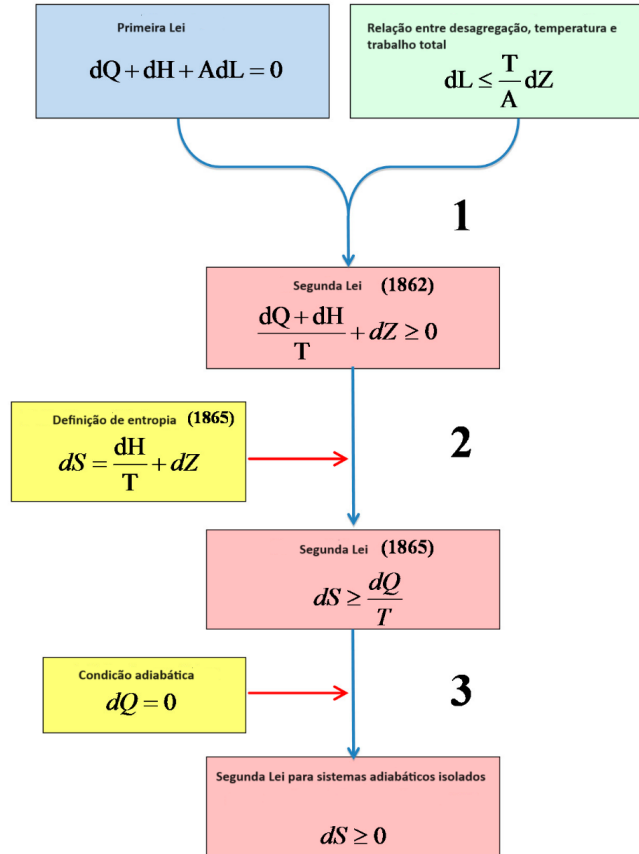 Primeira Lei
dQ + dH + AdL = 0
Relação entre desagregação, temperatura e
trabalho total
dL ≤ T/A dZ
1
Segunda Lei (1862)
(dQ + dH)/T + dZ ≥ 0
Definição de entropia (1865)
dS = dH/T + dZ
2
Segunda Lei (1865)
dS ≥ dQ/T
Condicão adiabática
dQ = 0
3
Segunda Lei para sistemas adiabáticos isolados
dS ≥ 0